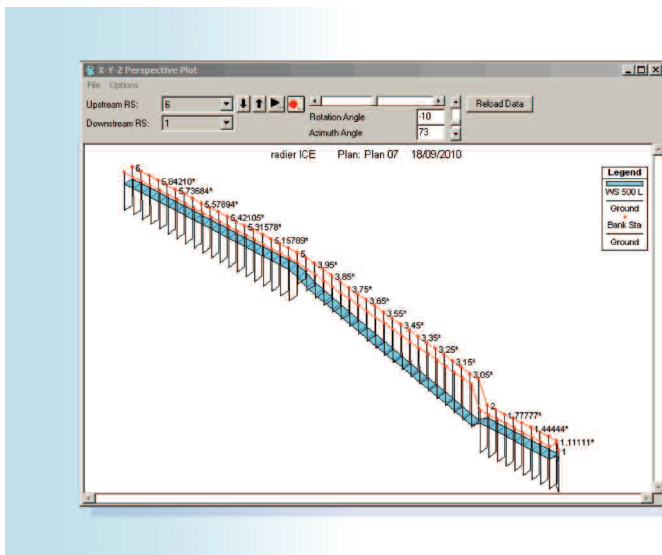 X-Y-Z Perspective Plot
File Options
Upstream RS: 6
Downstream RS: 1
Rotation Angle -10
Azimuth Angle 73
Reload Data
radier ICE Plan: Plan 07 18/09/2010
Legend
WS 500 L
Ground
Bank Sta
Ground
6
5.84210*
5.73684*
5.57894*
5.42105*
5.31578*
5.15789*
5
3.95*
3.85*
3.75*
3.65*
3.55*
3.45*
3.35*
3.25*
3.15*
3.05*
2
1.77777*
1.44444*
1.11111*
1